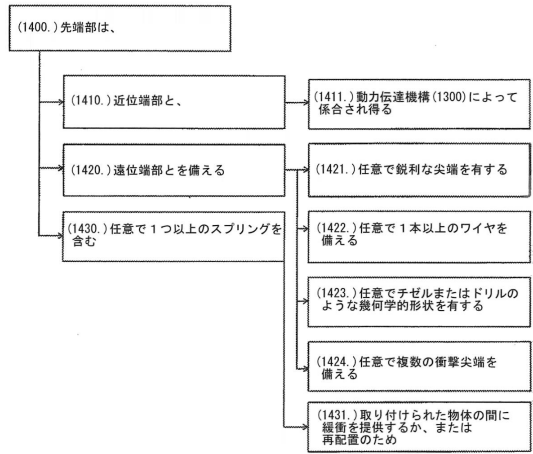 (1400.)先端部は、
(1410.)近位端部と、
(1411.)動力伝達機構(1300)によって
係合され得る
(1420.)遠位端部とを備える
(1421.)任意で鋭利な尖端を有する
(1430.)任意で1つ以上のスプリングを
含む
(1422.)任意で1本以上のワイヤを
備える
(1423.)任意でチゼルまたはドリルの
ような幾何学的形状を有する
(1424.)任意で複数の衝撃尖端を
備える
(1431.)取り付けられた物体の間に
緩衝を提供するか、または
再配置のため